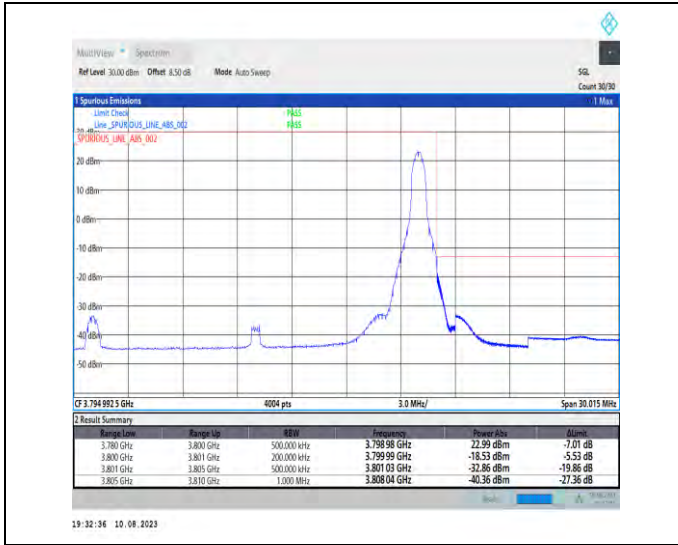 MultiView Spectrum
Ref Level 30.00 dBm Offset 8.50 dB Mode Auto Sweep SGL
Count 30/30
1 Spurious Emissions 1 Max
Limit Check PASS
Line _SPURIOUS_LINE_ABS_002 PASS
_SPURIOUS_LINE_ABS_002
20 dBm
10 dBm
0 dBm
-10 dBm
-20 dBm
-30 dBm
-40 dBm
-50 dBm
CF 3.794 992 5 GHz 4004 pts 3.0 MHz/ Span 30.015 MHz
2 Result Summary
Range Low Range Up RBW Frequency Power Abs ΔLimit
3.780 GHz 3.800 GHz 500.000 kHz 3.798 98 GHz 22.99 dBm -7.01 dB
3.800 GHz 3.801 GHz 200.000 kHz 3.799 99 GHz -18.53 dBm -5.53 dB
3.801 GHz 3.805 GHz 500.000 kHz 3.801 03 GHz -32.86 dBm -19.86 dB
3.805 GHz 3.810 GHz 1.000 MHz 3.808 04 GHz -40.36 dBm -27.36 dB
19:32:36 10.08.2023